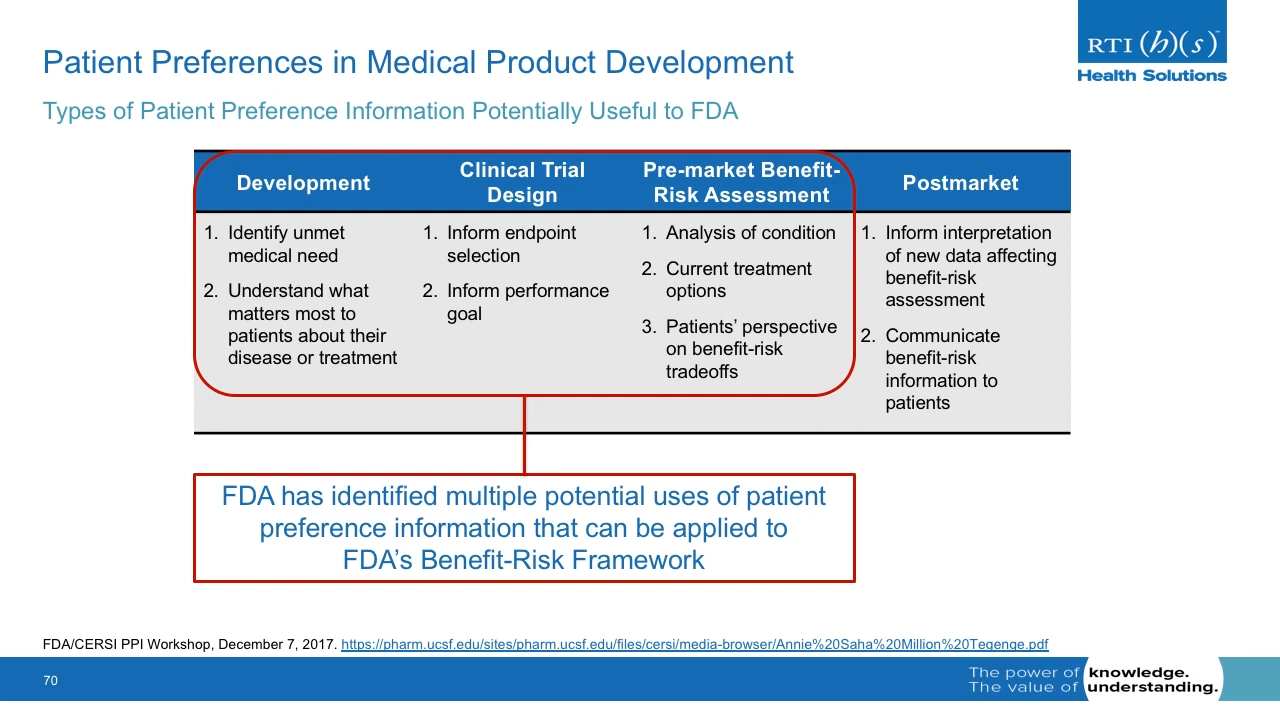 RTI (h)(s)™
Health Solutions
Patient Preferences in Medical Product Development
Types of Patient Preference Information Potentially Useful to FDA
Development
Clinical Trial
Design
Pre-market Benefit-
Risk Assessment
Postmarket
1. Identify unmet
medical need
2. Understand what
matters most to
patients about their
disease or treatment
1. Inform endpoint
selection
2. Inform performance
goal
1. Analysis of condition
2. Current treatment
options
3. Patients’ perspective
on benefit-risk
tradeoffs
1. Inform interpretation
of new data affecting
benefit-risk
assessment
2. Communicate
benefit-risk
information to
patients
FDA has identified multiple potential uses of patient
preference information that can be applied to
FDA’s Benefit-Risk Framework
FDA/CERSI PPI Workshop, December 7, 2017. https://pharm.ucsf.edu/sites/pharm.ucsf.edu/files/cersi/media-browser/Annie%20Saha%20Million%20Tegenge.pdf
70
The power of knowledge.
The value of understanding.